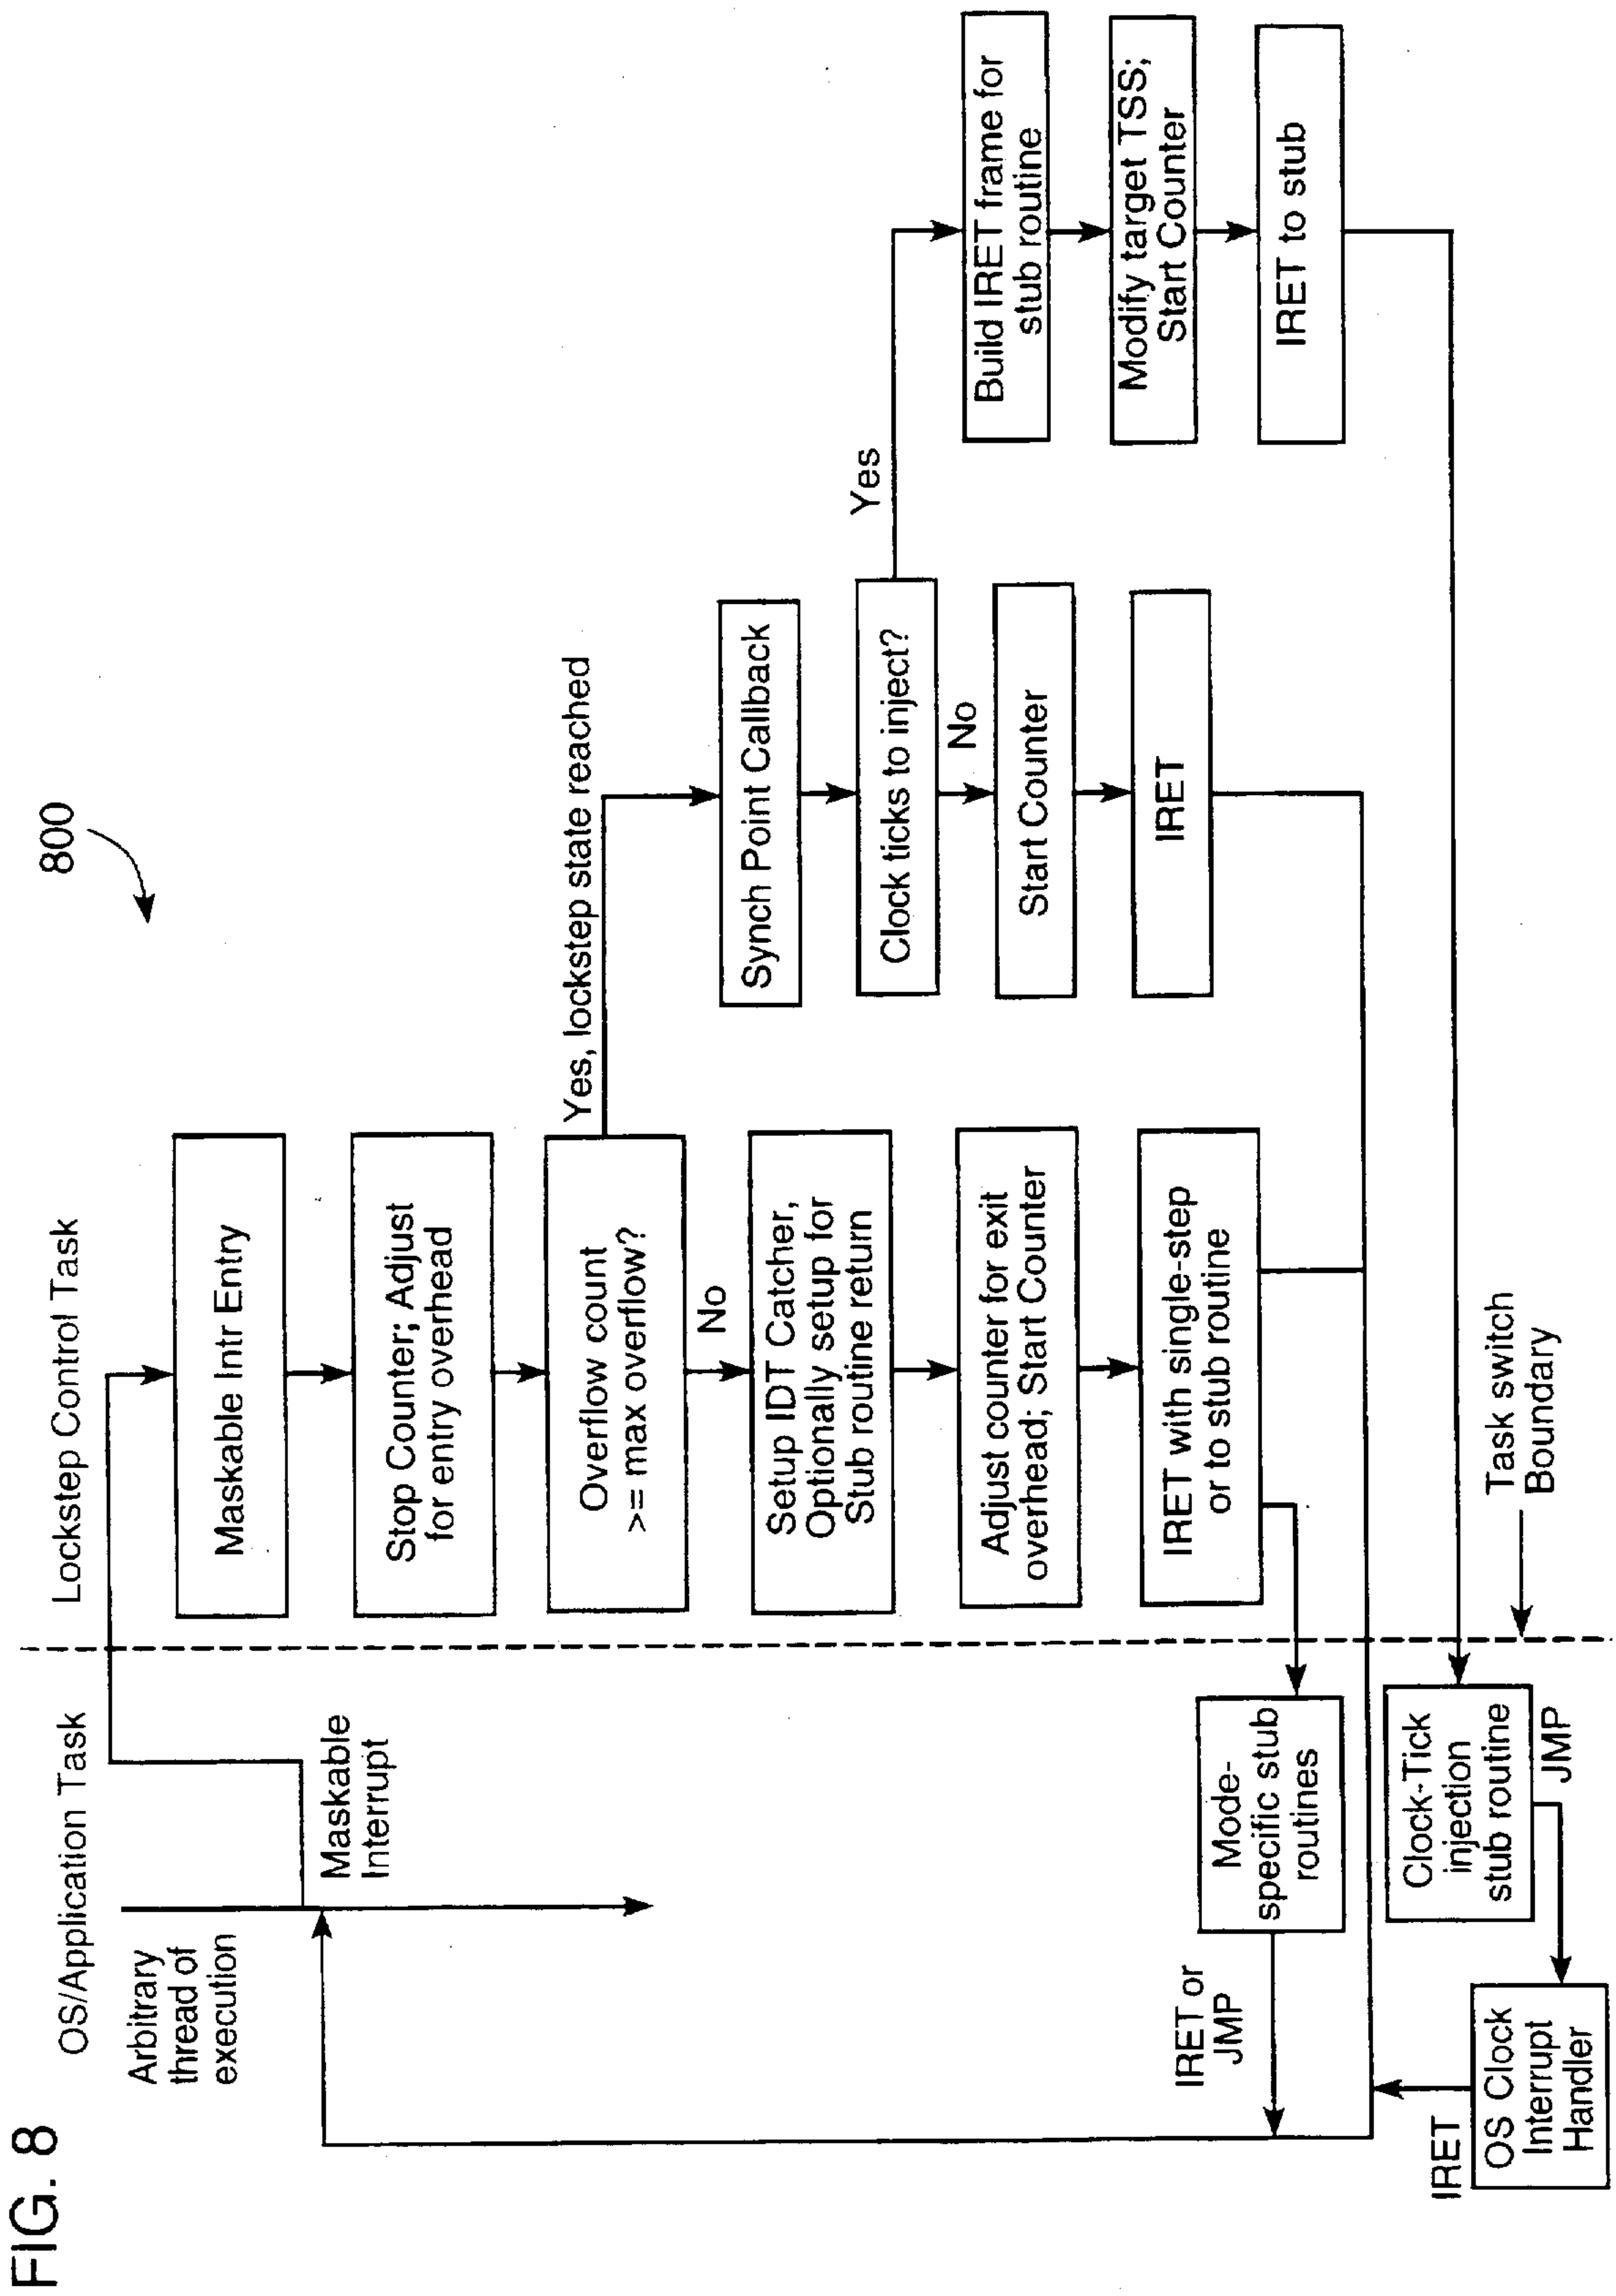 FIG. 8
800
OS/Application Task
Lockstep Control Task
Arbitrary
thread of
execution
Maskable
Interrupt
Maskable Intr Entry
Stop Counter; Adjust
for entry overhead
Overflow count
>= max overflow?
Yes, lockstep state reached
No
Setup IDT Catcher,
Optionally setup for
Stub routine return
Adjust counter for exit
overhead; Start Counter
IRET with single-step
or to stub routine
Synch Point Callback
Clock ticks to inject?
Yes
No
Start Counter
IRET
Build IRET frame for
stub routine
Modify target TSS;
Start Counter
IRET to stub
Mode-
specific stub
routines
IRET or
JMP
Clock-Tick
injection
stub routine
JMP
OS Clock
Interrupt
Handler
IRET
Task switch
Boundary